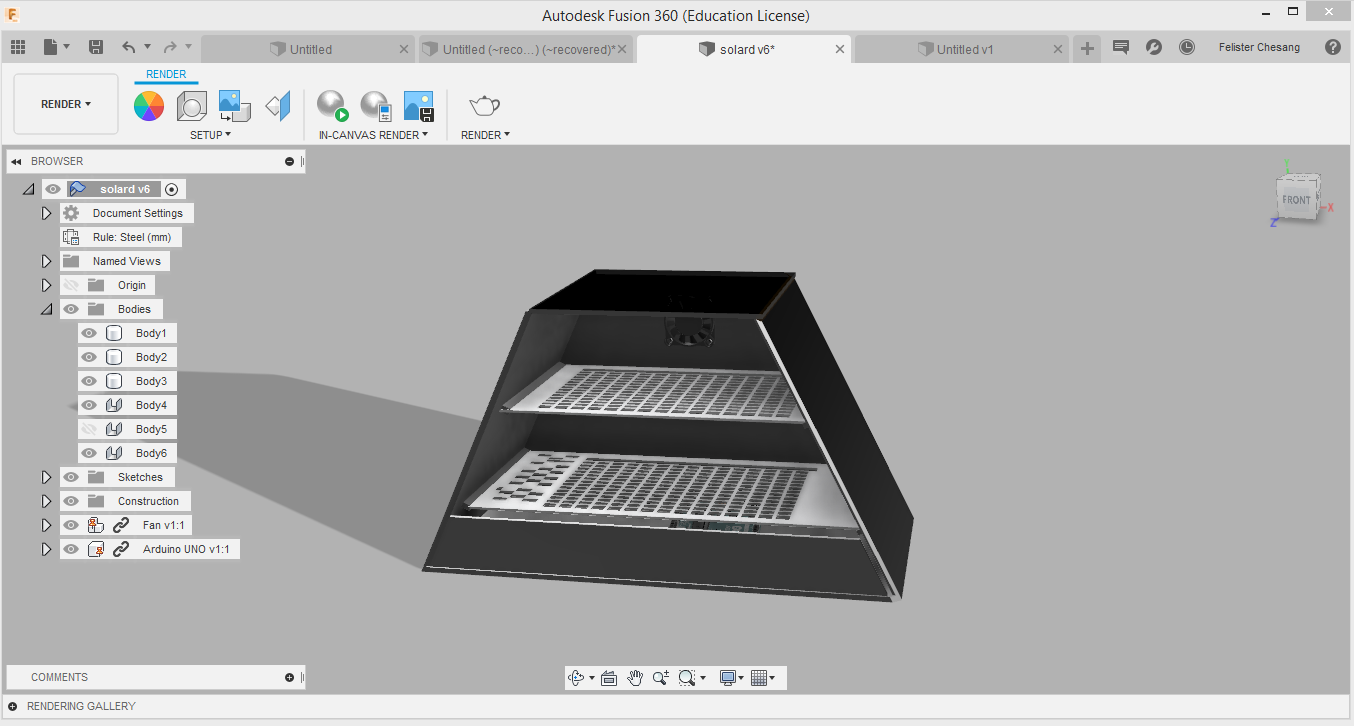 F
Autodesk Fusion 360 (Education License)
Untitled
Untitled (~reco...) (~recovered)*
solard v6*
Untitled v1
Felister Chesang
RENDER
RENDER
SETUP
IN-CANVAS RENDER
RENDER
BROWSER
solard v6
Document Settings
Rule: Steel (mm)
Named Views
Origin
Bodies
Body1
Body2
Body3
Body4
Body5
Body6
Sketches
Construction
Fan v1:1
Arduino UNO v1:1
FRONT
X
Z
COMMENTS
RENDERING GALLERY